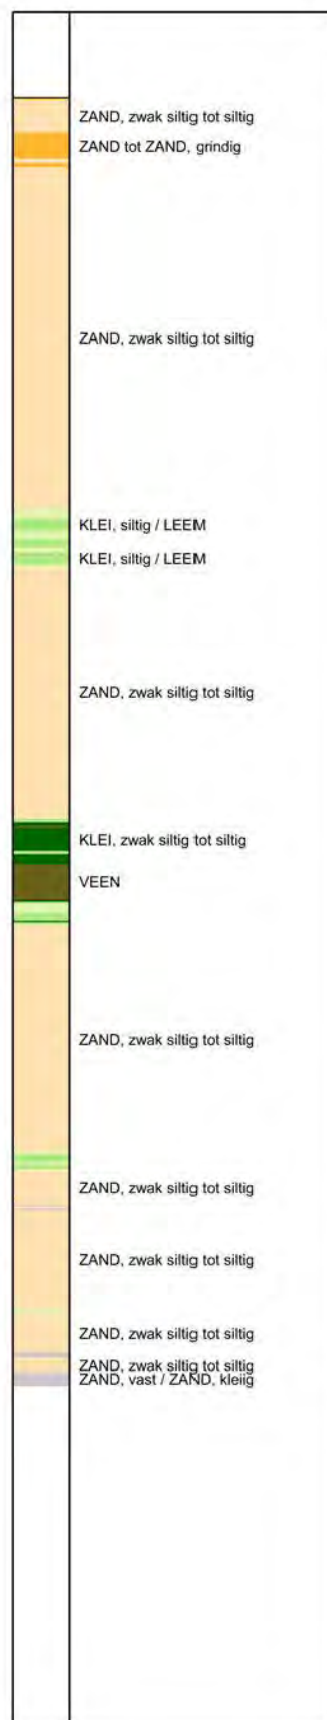 ZAND, zwak siltig tot siltig
ZAND tot ZAND, grindig
ZAND, zwak siltig tot siltig
KLEI, siltig / LEEM
KLEI, siltig / LEEM
ZAND, zwak siltig tot siltig
KLEI, zwak siltig tot siltig
VEEN
ZAND, zwak siltig tot siltig
ZAND, zwak siltig tot siltig
ZAND, zwak siltig tot siltig
ZAND, zwak siltig tot siltig
ZAND, zwak siltig tot siltig
ZAND, vast / ZAND, kleiig